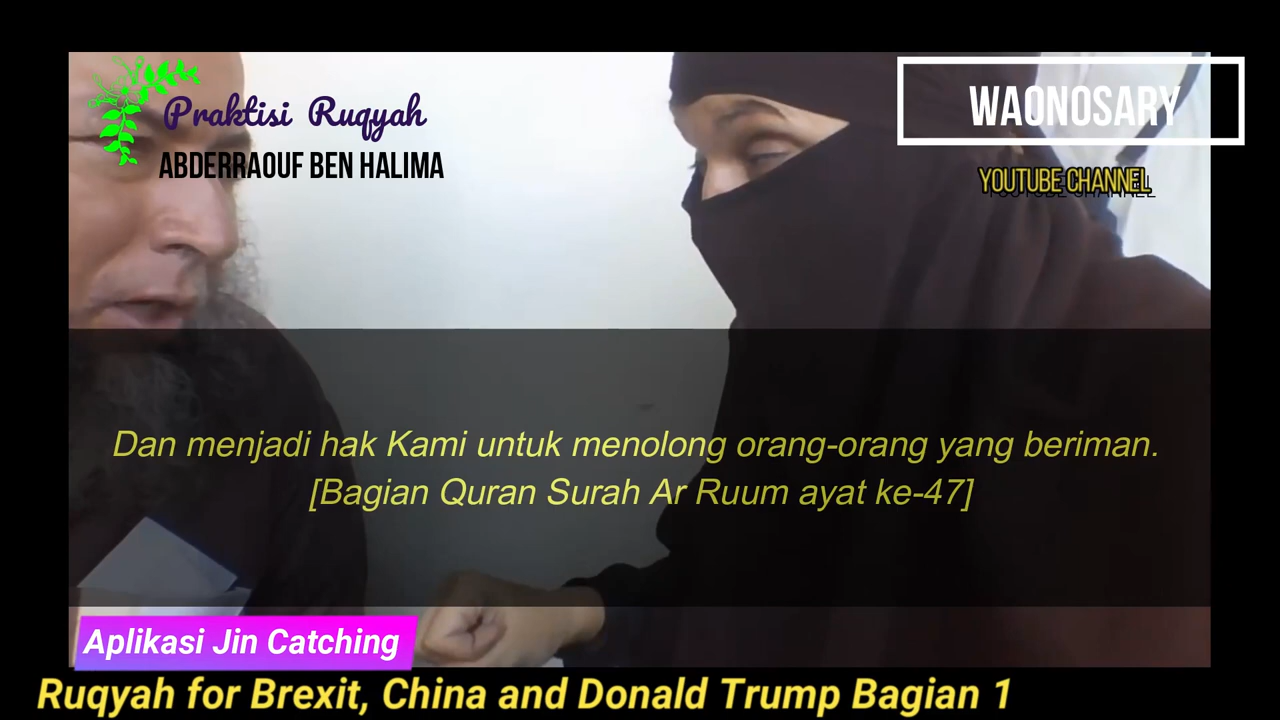 Praktisi Ruqyah
ABDERRAOUF BEN HALIMA
WAONOSARY
YOUTUBE CHANNEL
Dan menjadi hak Kami untuk menolong orang-orang yang beriman.
[Bagian Quran Surah Ar Ruum ayat ke-47]
Aplikasi Jin Catching
Ruqyah for Brexit, China and Donald Trump Bagian 1